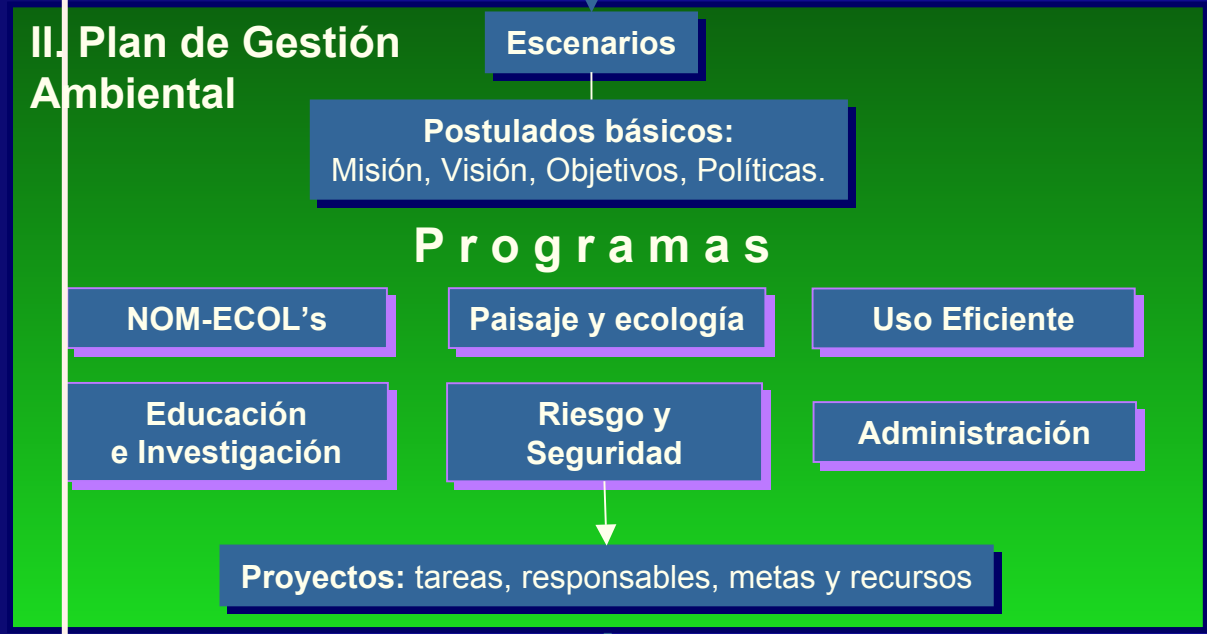 II. Plan de Gestión
Ambiental
Escenarios
Postulados básicos:
Misión, Visión, Objetivos, Políticas.
P r o g r a m a s
NOM-ECOL’s
Paisaje y ecología
Uso Eficiente
Educación
e Investigación
Riesgo y
Seguridad
Administración
Proyectos: tareas, responsables, metas y recursos